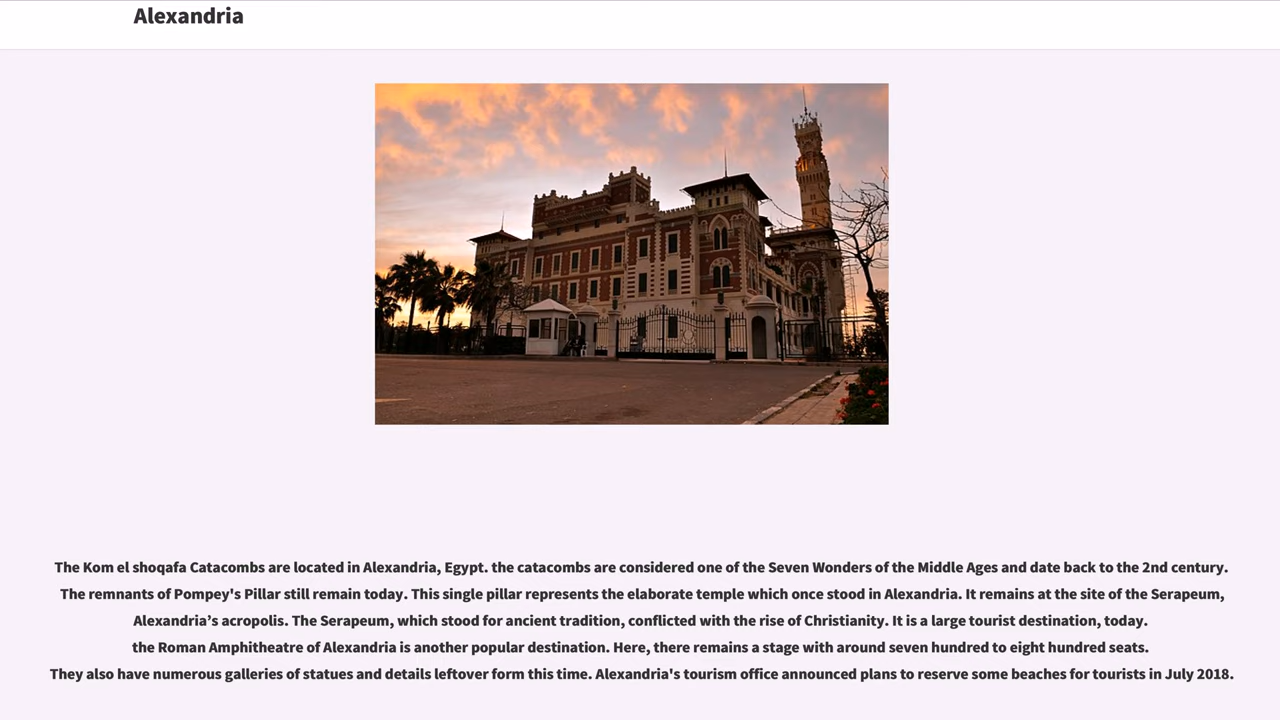 Alexandria
The Kom el shoqafa Catacombs are located in Alexandria, Egypt. the catacombs are considered one of the Seven Wonders of the Middle Ages and date back to the 2nd century.
The remnants of Pompey's Pillar still remain today. This single pillar represents the elaborate temple which once stood in Alexandria. It remains at the site of the Serapeum,
Alexandria’s acropolis. The Serapeum, which stood for ancient tradition, conflicted with the rise of Christianity. It is a large tourist destination, today.
the Roman Amphitheatre of Alexandria is another popular destination. Here, there remains a stage with around seven hundred to eight hundred seats.
They also have numerous galleries of statues and details leftover form this time. Alexandria's tourism office announced plans to reserve some beaches for tourists in July 2018.